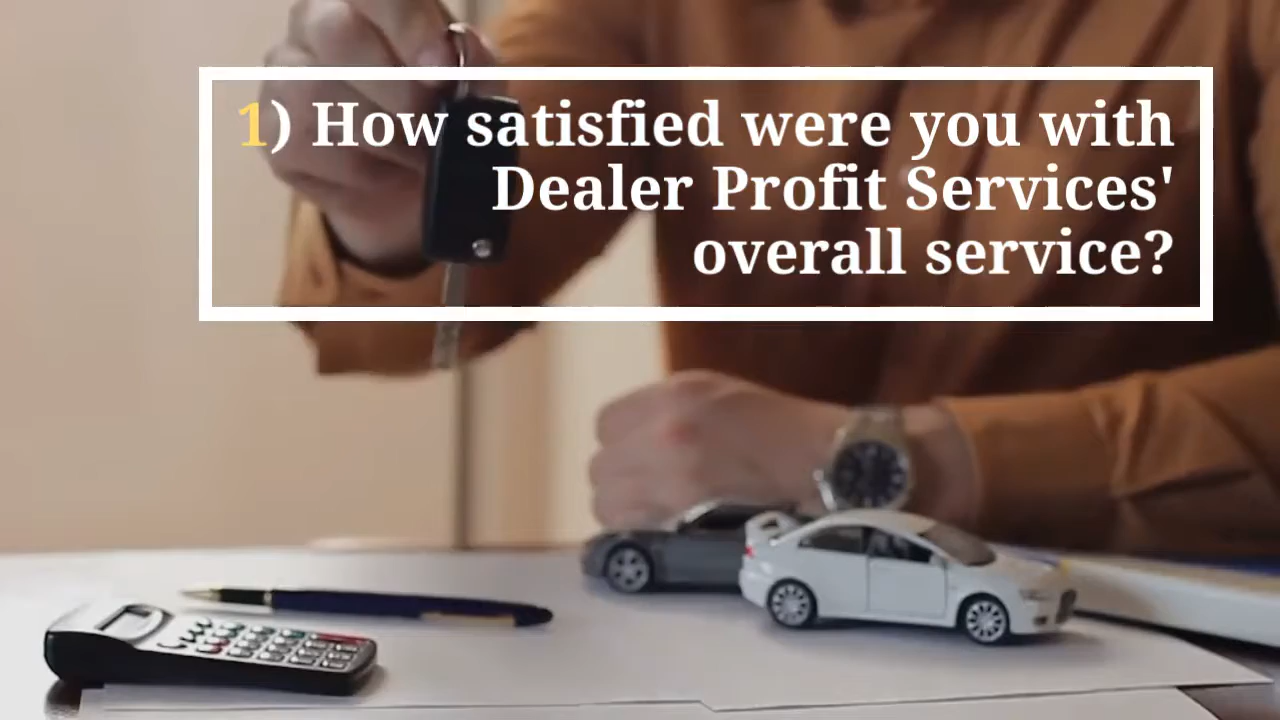 1) How satisfied were you with
Dealer Profit Services'
overall service?